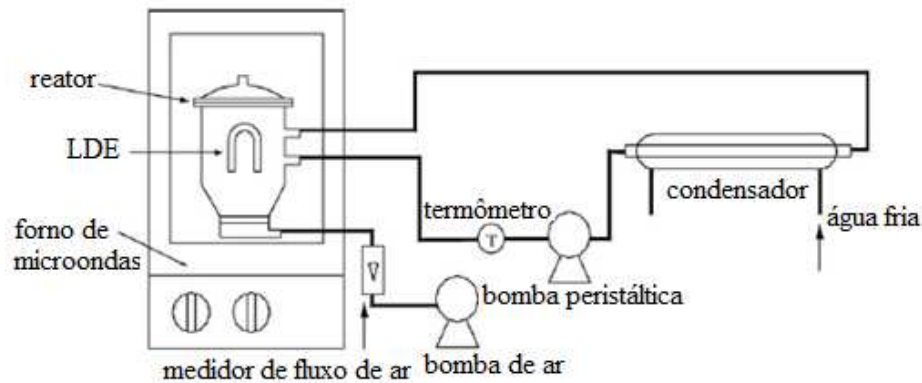 reator
LDE
condensador
termômetro
T
água fria
forno de
microondas
bomba peristáltica
medidor de fluxo de ar
bomba de ar